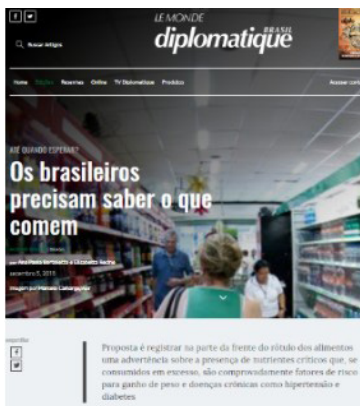 LE MONDE
diplomatique
BRASIL
Buscar Artigos
Home Edições Resenhas Online TV Diplomatique Produtos
Acessar conta
ATÉ QUANDO ESPERAR?
Os brasileiros
precisam saber o que
comem
Proposta é registrar na parte da frente do rótulo dos alimentos
uma advertência sobre a presença de nutrientes críticos que, se
consumidos em excesso, são comprovadamente fatores de risco
para ganho de peso e doenças crônicas como hipertensão e
diabetes